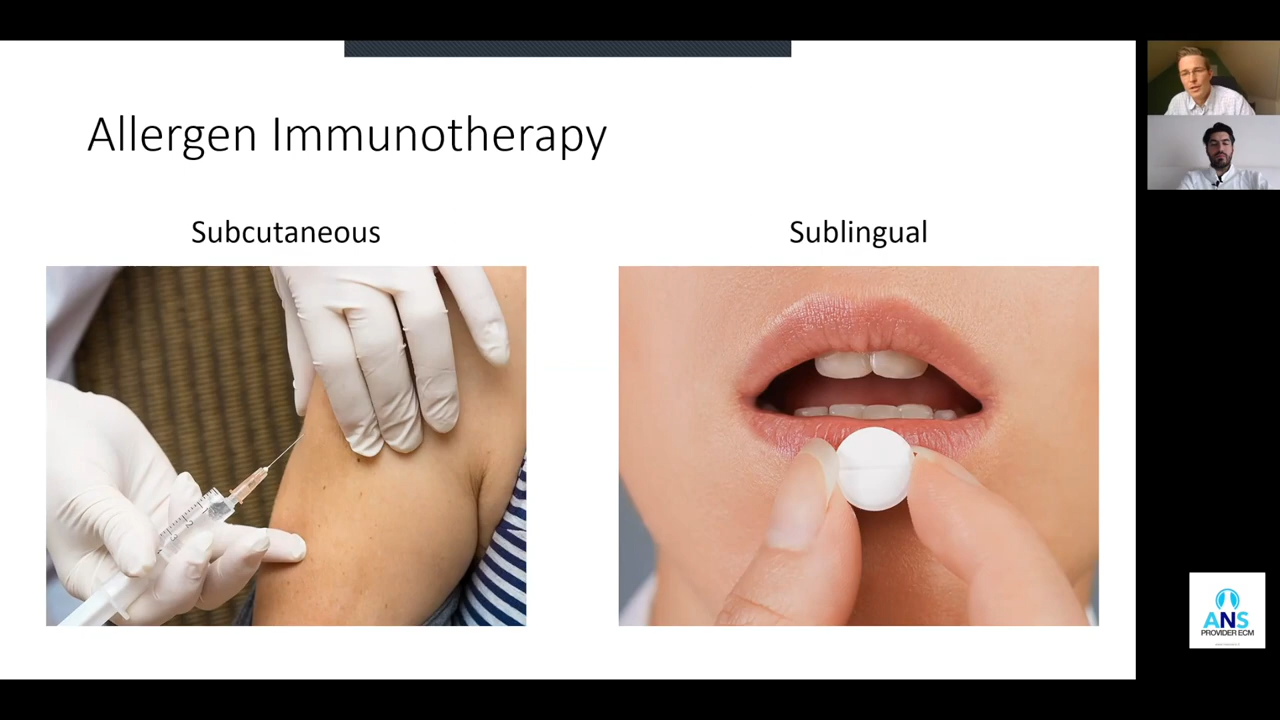 Allergen Immunotherapy
Subcutaneous
Sublingual
ANS
PROVIDER ECM